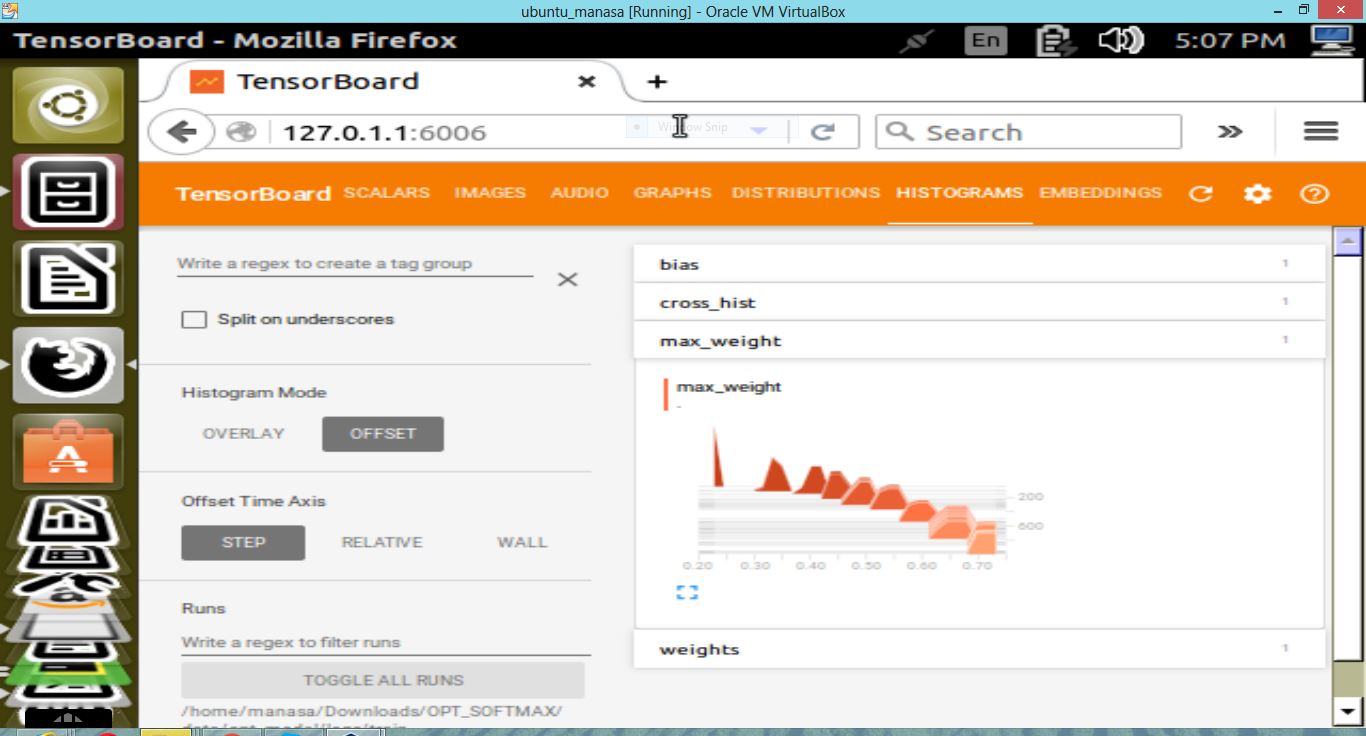 ubuntu_manasa [Running] - Oracle VM VirtualBox
TensorBoard - Mozilla Firefox
En
5:07 PM
TensorBoard
127.0.1.1:6006
Search
TensorBoard SCALARS IMAGES AUDIO GRAPHS DISTRIBUTIONS HISTOGRAMS EMBEDDINGS
Write a regex to create a tag group
Split on underscores
Histogram Mode
OVERLAY OFFSET
Offset Time Axis
STEP RELATIVE WALL
Runs
Write a regex to filter runs
TOGGLE ALL RUNS
/home/manasa/Downloads/OPT_SOFTMAX/
bias 1
cross_hist 1
max_weight 1
max_weight
-
200
600
0.20 0.30 0.40 0.50 0.60 0.70
weights 1